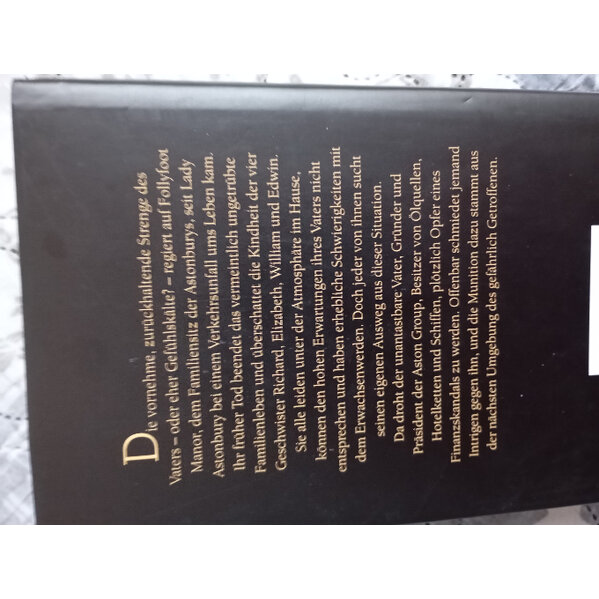 Die vornehme, zurückhaltende Strenge des
Vaters – oder eher Gefühlskälte? – regiert auf Follyfoot
Manor, dem Familiensitz der Astonburys, seit Lady
Astonbury bei einem Verkehrsunfall ums Leben kam.
Ihr früher Tod beendet das vermeintlich ungetrübte
Familienleben und überschattet die Kindheit der vier
Geschwister Richard, Elizabeth, William und Edwin.
Sie alle leiden unter der Atmosphäre im Hause,
können den hohen Erwartungen ihres Vaters nicht
entsprechen und haben erhebliche Schwierigkeiten mit
dem Erwachsenwerden. Doch jeder von ihnen sucht
seinen eigenen Ausweg aus dieser Situation.
Da droht der unantastbare Vater, Gründer und
Präsident der Aston Group, Besitzer von Ölquellen,
Hotelketten und Schiffen, plötzlich Opfer eines
Finanzskandals zu werden. Offenbar schmiedet jemand
Intrigen gegen ihn, und die Munition dazu stammt aus
der nächsten Umgebung des gefährlich Getroffenen.